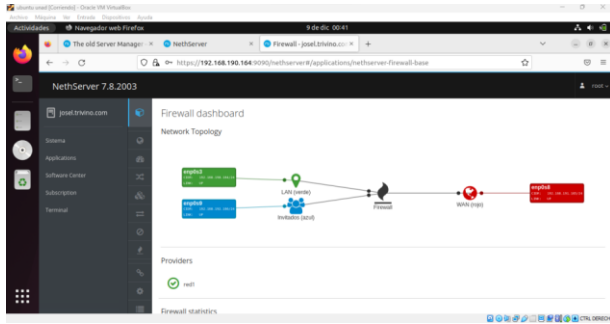 ubuntu unad [Corriendo] - Oracle VM VirtualBox
Archivo Máquina Ver Entrada Dispositivos Ayuda
Actividades Navegador web Firefox 9 de dic 00:41
The old Server Manager NethServer Firewall - josel.trivino.co
https://192.168.190.164:9090/nethserver#/applications/nethserver-firewall-base
NethServer 7.8.2003 root
josel.trivino.com
Firewall dashboard
Network Topology
Sistema
Applications
Software Center
Subscription
Terminal
enp0s3
LAN (verde)
enp0s9
Invitados (azul)
Firewall
WAN (rojo)
enp0s8
Providers
red1
Firewall statistics
CTRL DERECH